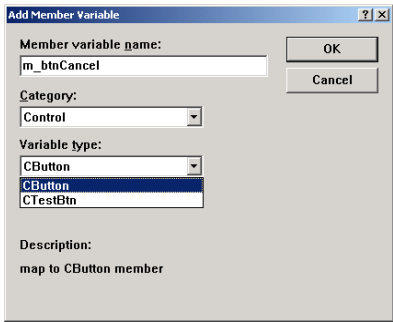 Add Member Variable
Member variable name:
OK
m_btnCancel
Cancel
Category:
Control
Variable type:
CButton
CButton
CTestBtn
Description:
map to CButton member